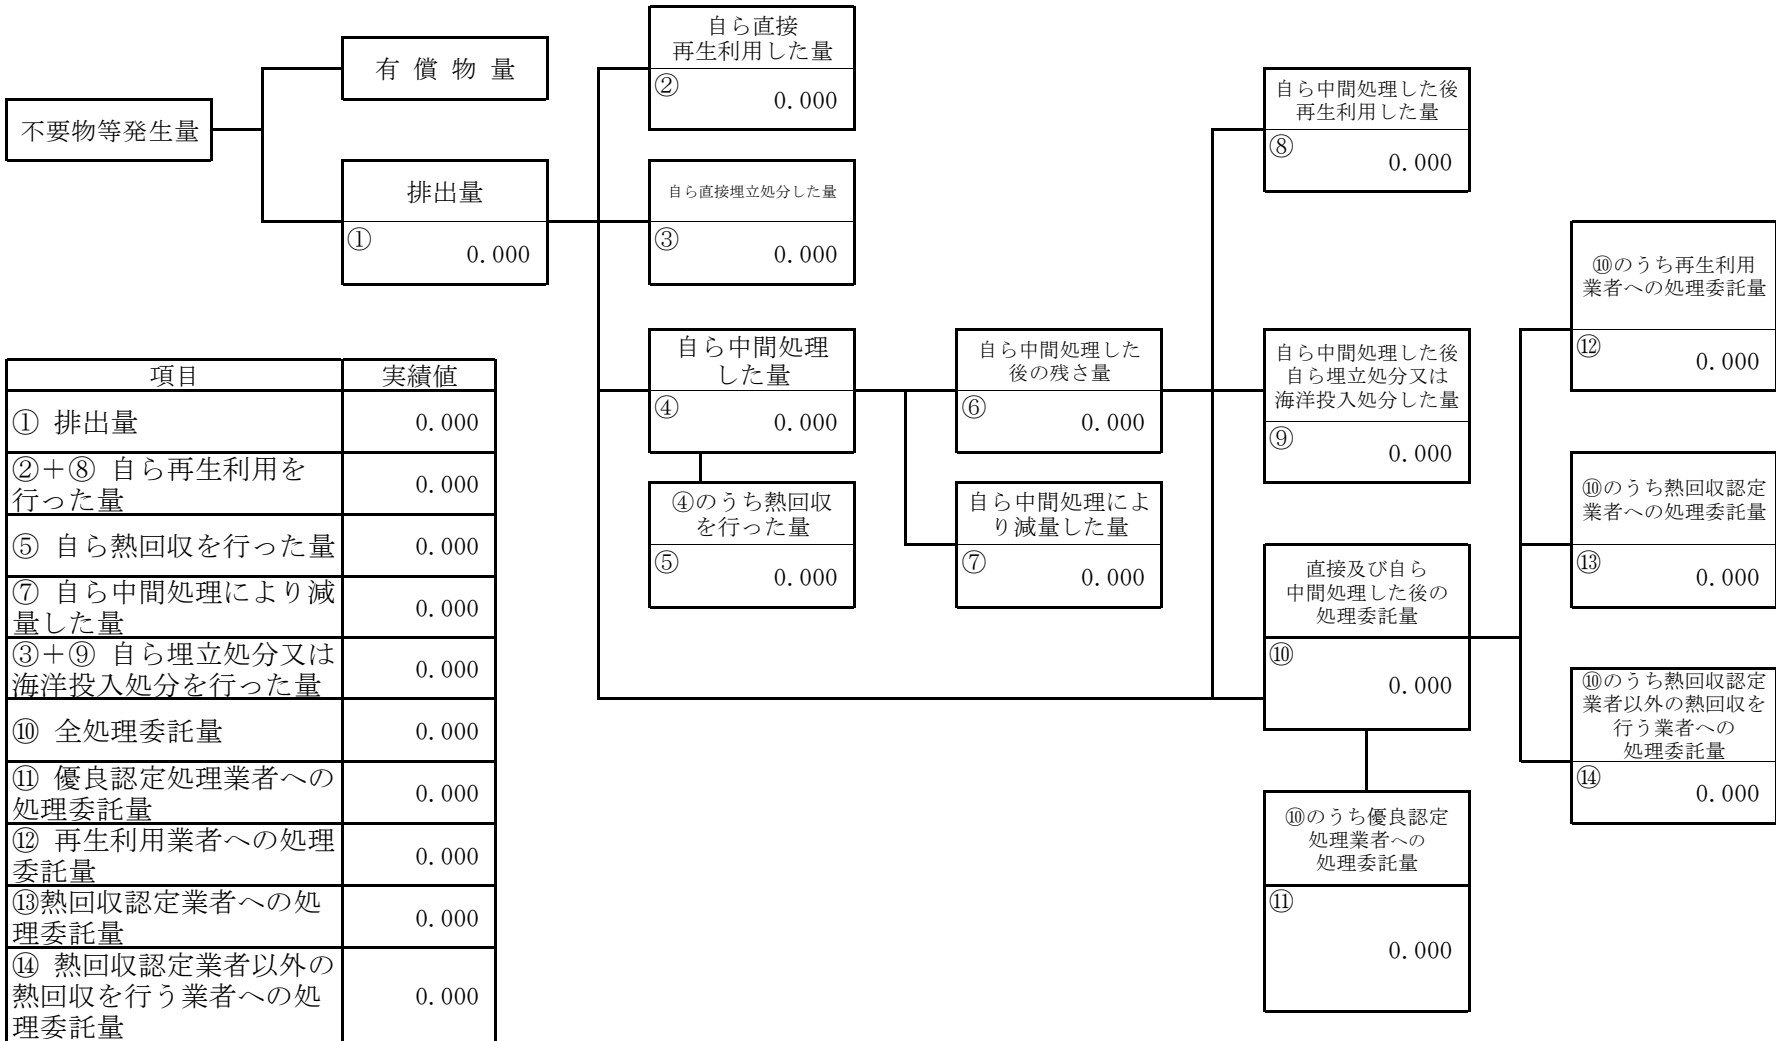 不要物等発生量
有 償 物 量
排出量
①
0.000
自ら直接
再生利用した量
②
0.000
自ら直接埋立処分した量
③
0.000
自ら中間処理
した量
④
0.000
④のうち熱回収
を行った量
⑤
0.000
自ら中間処理した
後の残さ量
⑥
0.000
自ら中間処理によ
り減量した量
⑦
0.000
自ら中間処理した後
再生利用した量
⑧
0.000
自ら中間処理した後
自ら埋立処分又は
海洋投入処分した量
⑨
0.000
直接及び自ら
中間処理した後の
処理委託量
⑩
0.000
⑩のうち優良認定
処理業者への
処理委託量
⑪
0.000
⑩のうち再生利用
業者への処理委託量
⑫
0.000
⑩のうち熱回収認定
業者への処理委託量
⑬
0.000
⑩のうち熱回収認定
業者以外の熱回収を
行う業者への
処理委託量
⑭
0.000
項目 実績値
① 排出量 0.000
②＋⑧ 自ら再生利用を
行った量 0.000
⑤ 自ら熱回収を行った量 0.000
⑦ 自ら中間処理により減
量した量 0.000
③＋⑨ 自ら埋立処分又は
海洋投入処分を行った量 0.000
⑩ 全処理委託量 0.000
⑪ 優良認定処理業者への
処理委託量 0.000
⑫ 再生利用業者への処理
委託量 0.000
⑬熱回収認定業者への処
理委託量 0.000
⑭ 熱回収認定業者以外の
熱回収を行う業者への処
理委託量 0.000